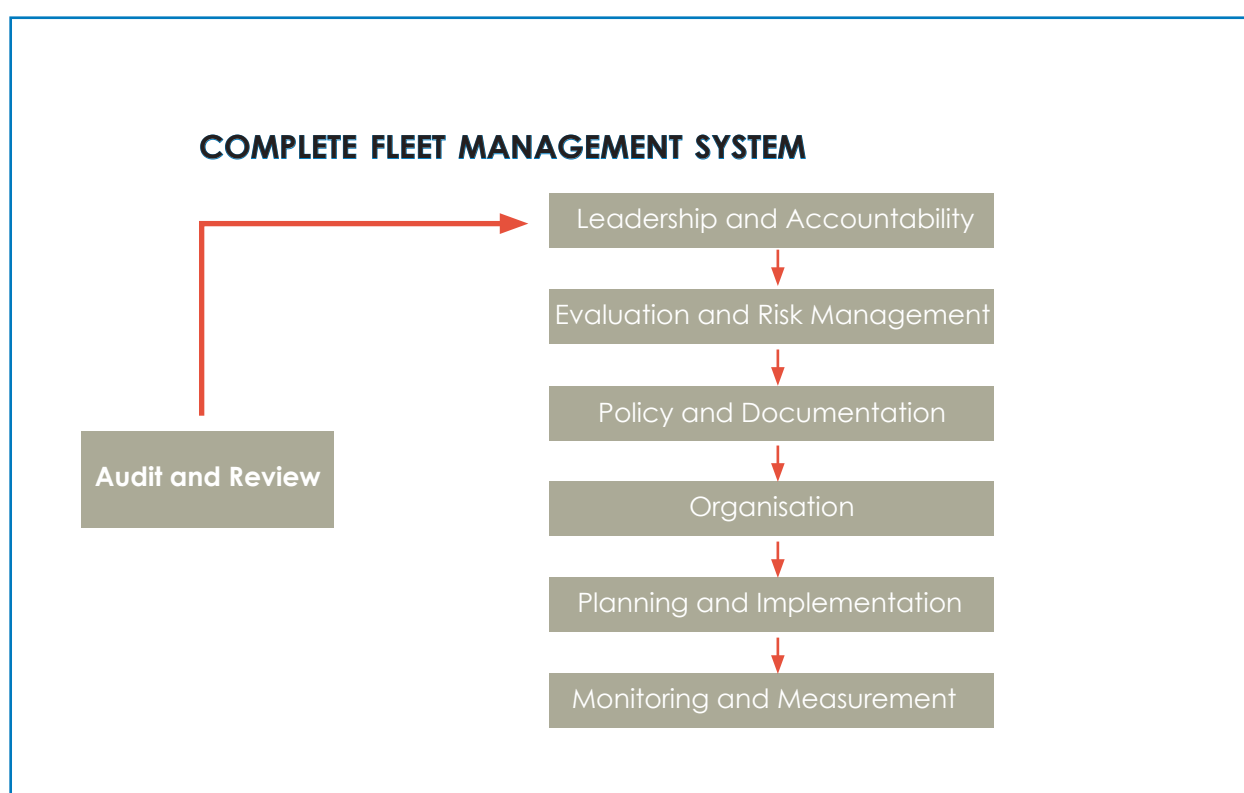 COMPLETE FLEET MANAGEMENT SYSTEM
Leadership and Accountability
Evaluation and Risk Management
Policy and Documentation
Audit and Review
Organisation
Planning and Implementation
Monitoring and Measurement